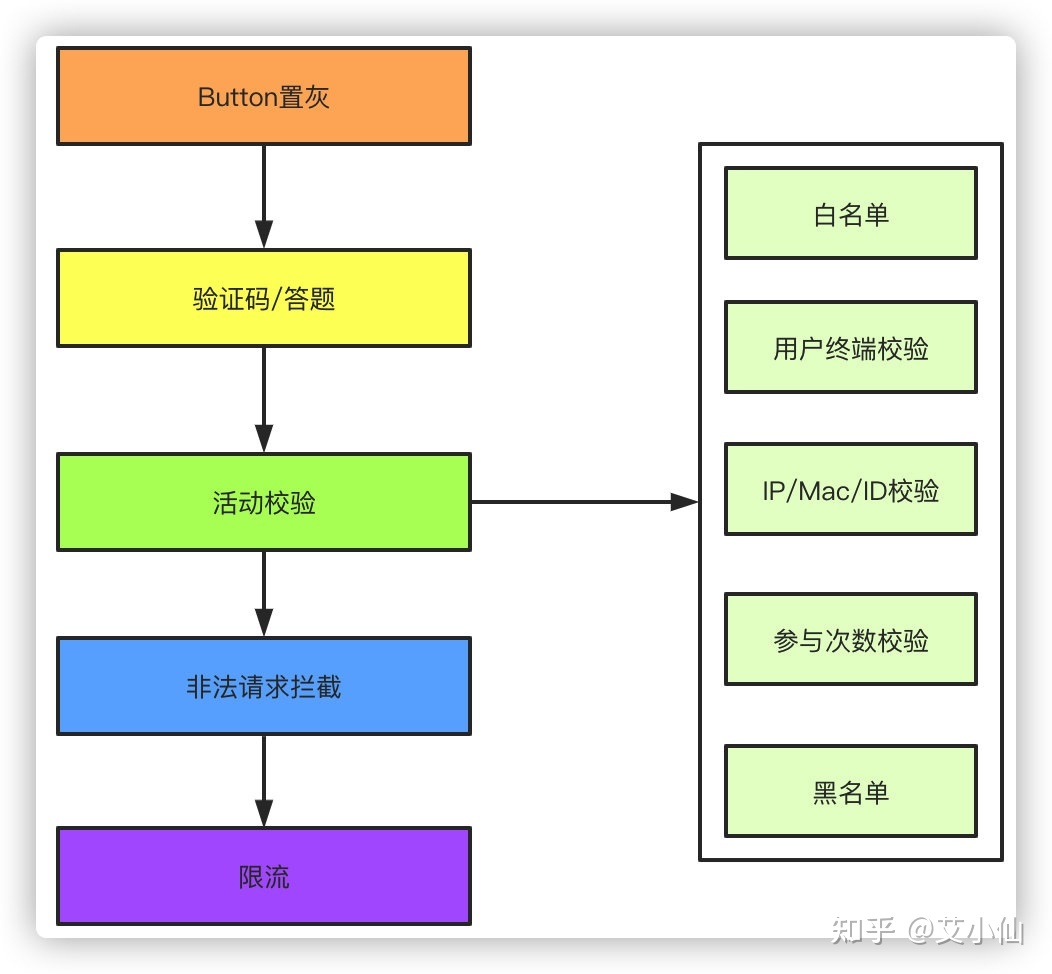 Button置灰
验证码/答题
活动校验
非法请求拦截
限流
白名单
用户终端校验
IP/Mac/ID校验
参与次数校验
黑名单
知乎 @艾小仙